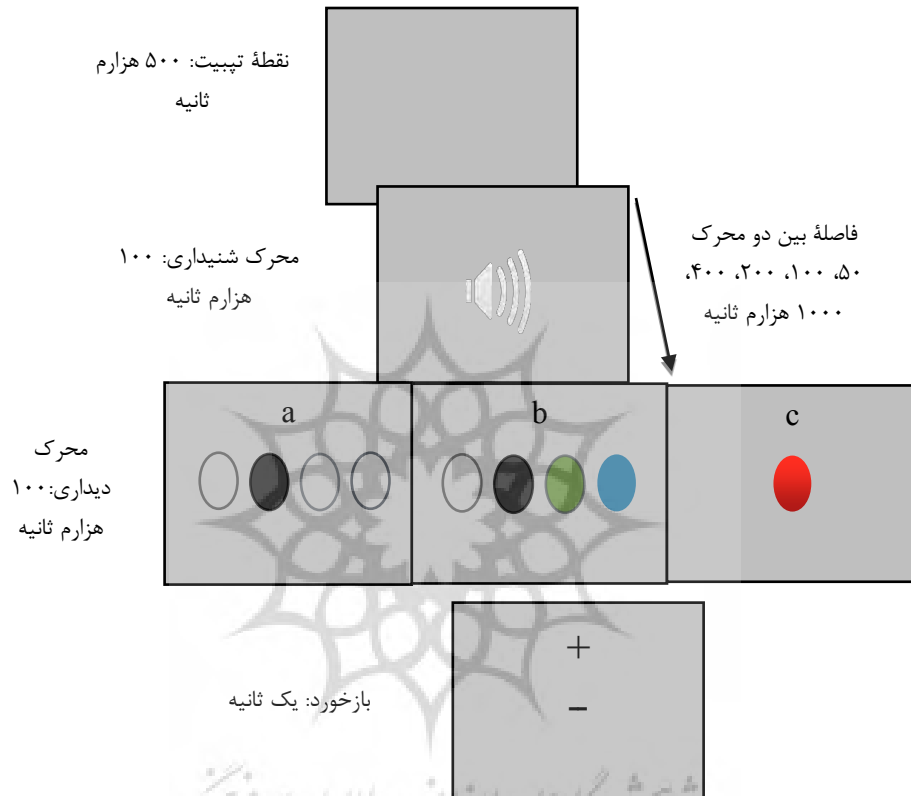 نقطهٔ تپبیت: ۵۰۰ هزارم
ثانیه
محرک شنیداری: ۱۰۰
هزارم ثانیه
فاصلهٔ بین دو محرک
۵۰، ۱۰۰، ۲۰۰، ۴۰۰،
۱۰۰۰ هزارم ثانیه
a
b
c
محرک
دیداری:۱۰۰
هزارم ثانیه
+
−
بازخورد: یک ثانیه